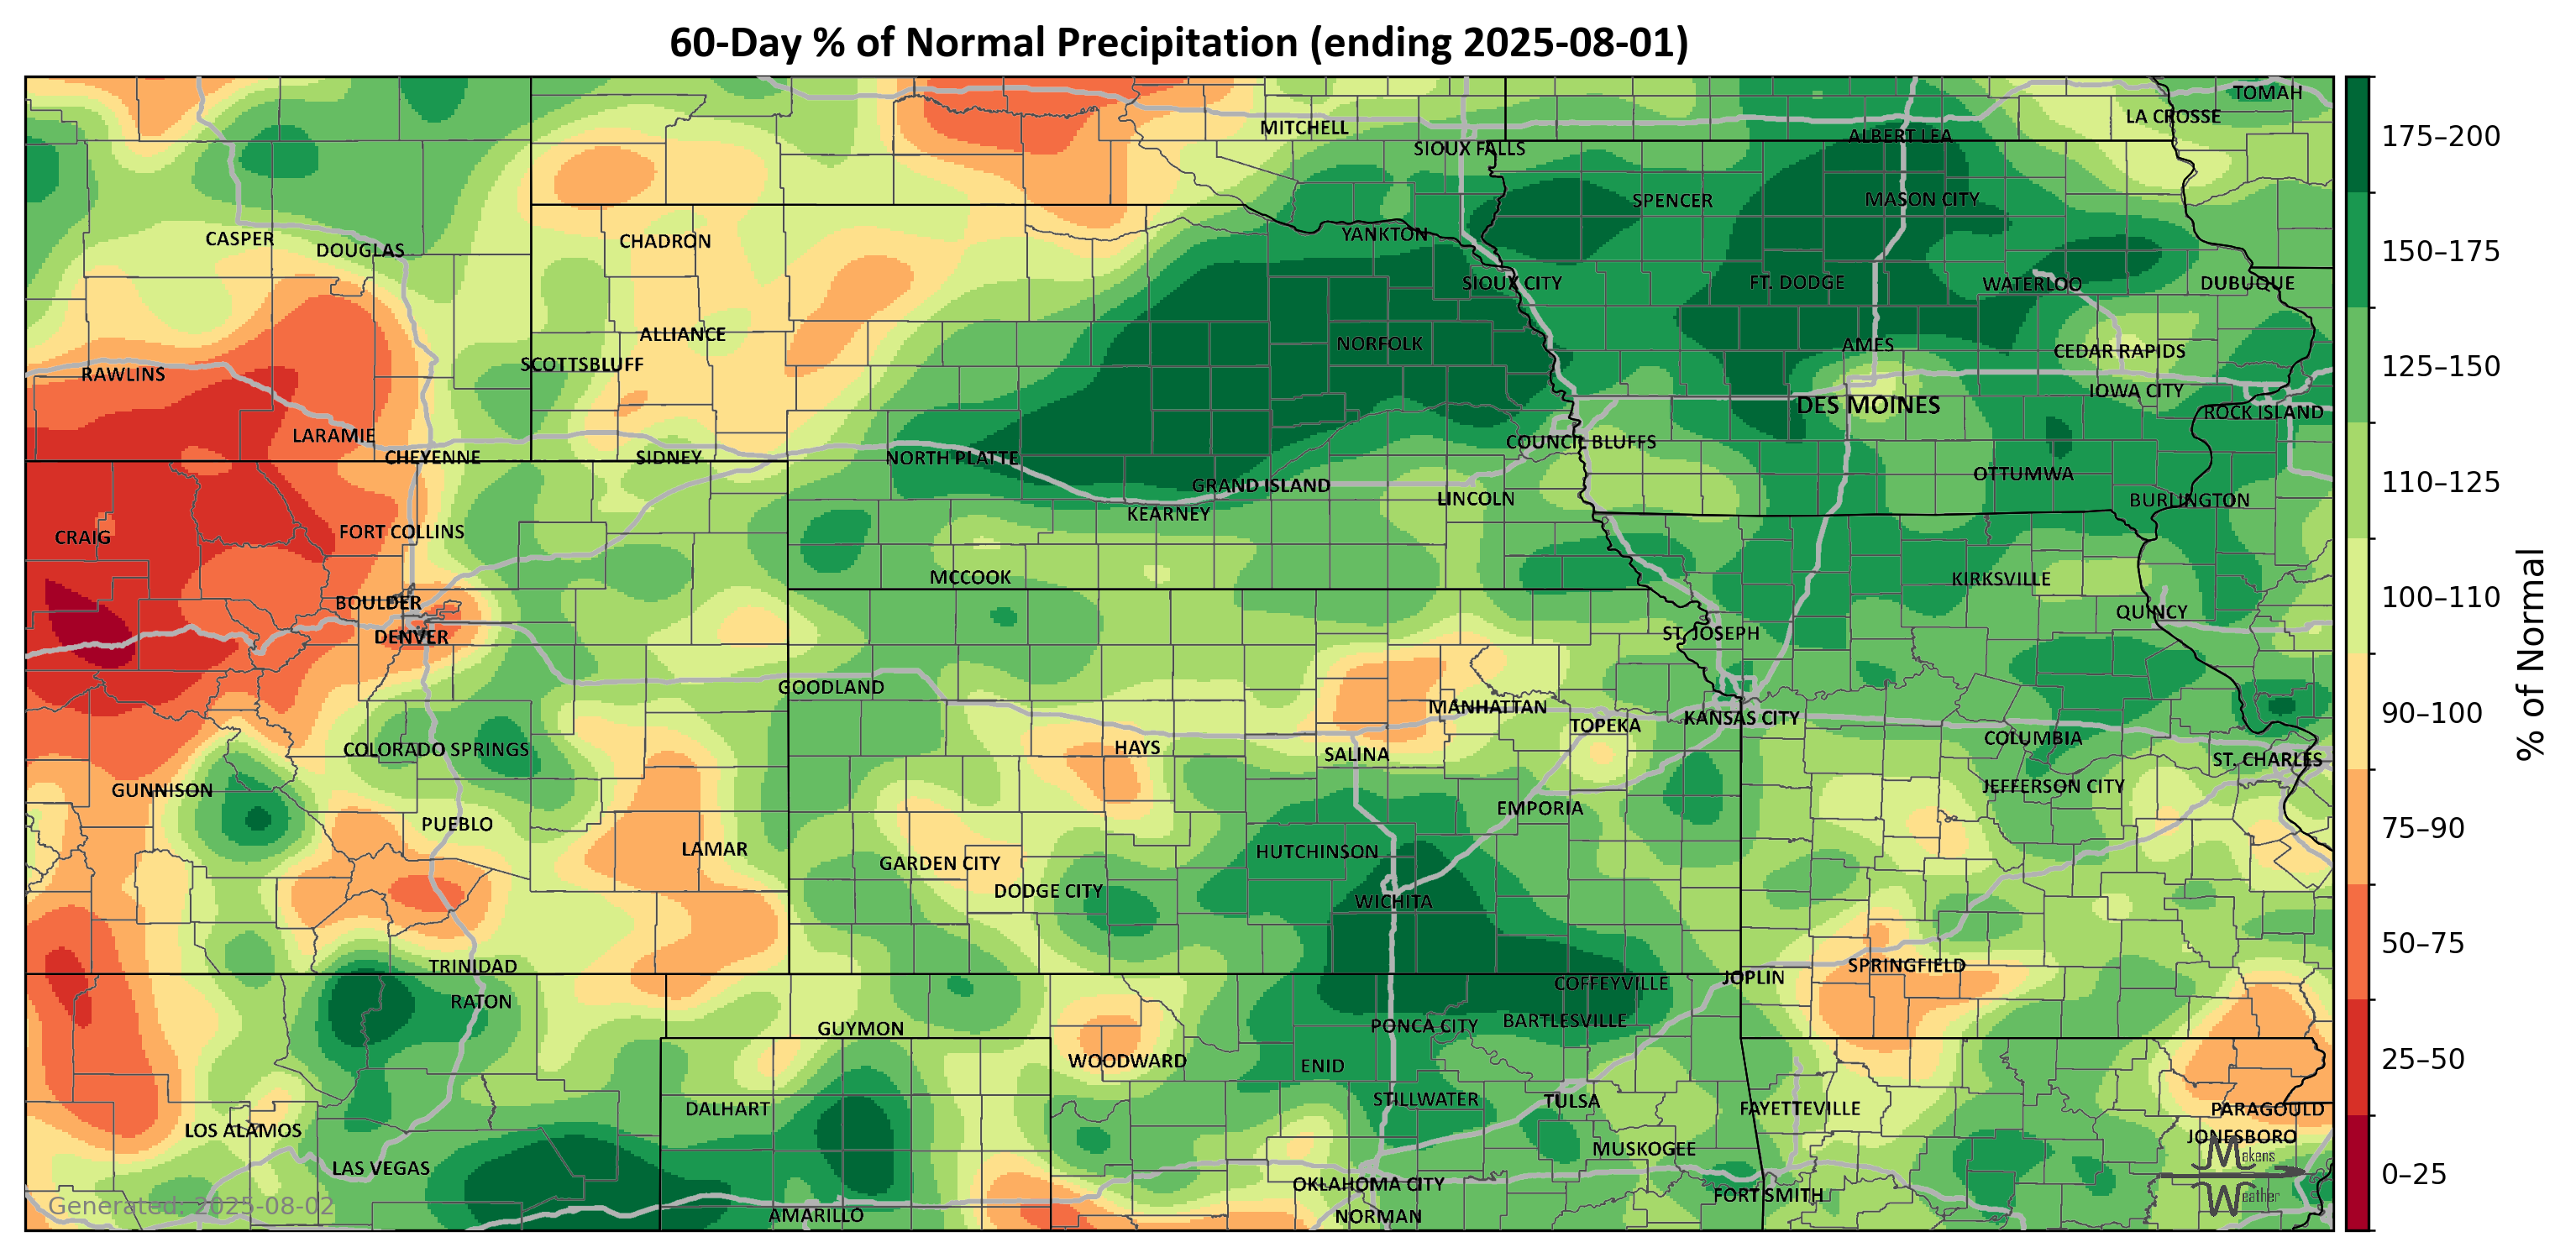 60-Day % of Normal Precipitation (ending 2025-08-01)
TOMAH
LA CROSSE
MITCHELL
ALBERT LEA
SIOUX FALLS
SPENCER
MASON CITY
CASPER
DOUGLAS
CHADRON
YANKTON
SIOUX CITY
FT. DODGE
WATERLOO
DUBUQUE
ALLIANCE
NORFOLK
AMES
CEDAR RAPIDS
SCOTTSBLUFF
RAWLINS
IOWA CITY
DES MOINES
ROCK ISLAND
LARAMIE
COUNCIL BLUFFS
CHEYENNE
SIDNEY
NORTH PLATTE
OTTUMWA
GRAND ISLAND
LINCOLN
BURLINGTON
KEARNEY
CRAIG
FORT COLLINS
MCCOOK
KIRKSVILLE
BOULDER
QUINCY
DENVER
ST. JOSEPH
GOODLAND
MANHATTAN
KANSAS CITY
TOPEKA
COLUMBIA
COLORADO SPRINGS
HAYS
SALINA
ST. CHARLES
GUNNISON
JEFFERSON CITY
EMPORIA
PUEBLO
LAMAR
HUTCHINSON
GARDEN CITY
DODGE CITY
WICHITA
TRINIDAD
SPRINGFIELD
JOPLIN
COFFEYVILLE
RATON
GUYMON
PONCA CITY
BARTLESVILLE
WOODWARD
ENID
DALHART
STILLWATER
TULSA
FAYETTEVILLE
PARAGOULD
LOS ALAMOS
JONESBORO
MUSKOGEE
LAS VEGAS
OKLAHOMA CITY
FORT SMITH
AMARILLO
NORMAN
Makens
Weather
Generated: 2025-08-02
175–200
150–175
125–150
110–125
100–110
90–100
75–90
50–75
25–50
0–25
% of Normal